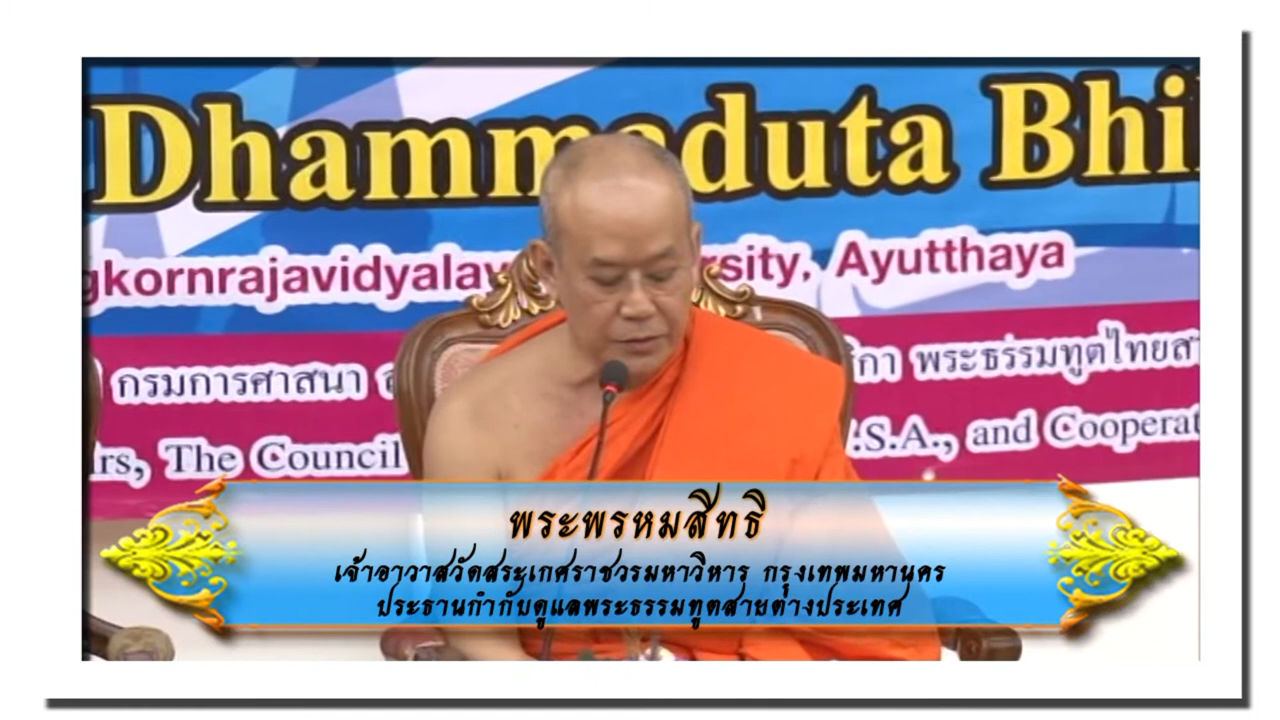 Dhammaduta Bhi
gkornrajavidyala sity, Ayutthaya
กรมการศาสนา ส กา พระธรรมทูตไทยสา
irs, The Council .S.A., and Cooperat
พระพรหมสิทธิ
เจ้าอาวาสวัดสระเกศราชวรมหาวิหาร กรุงเทพมหานคร
ประธานกำกับดูแลพระธรรมทูตสายต่างประเทศ